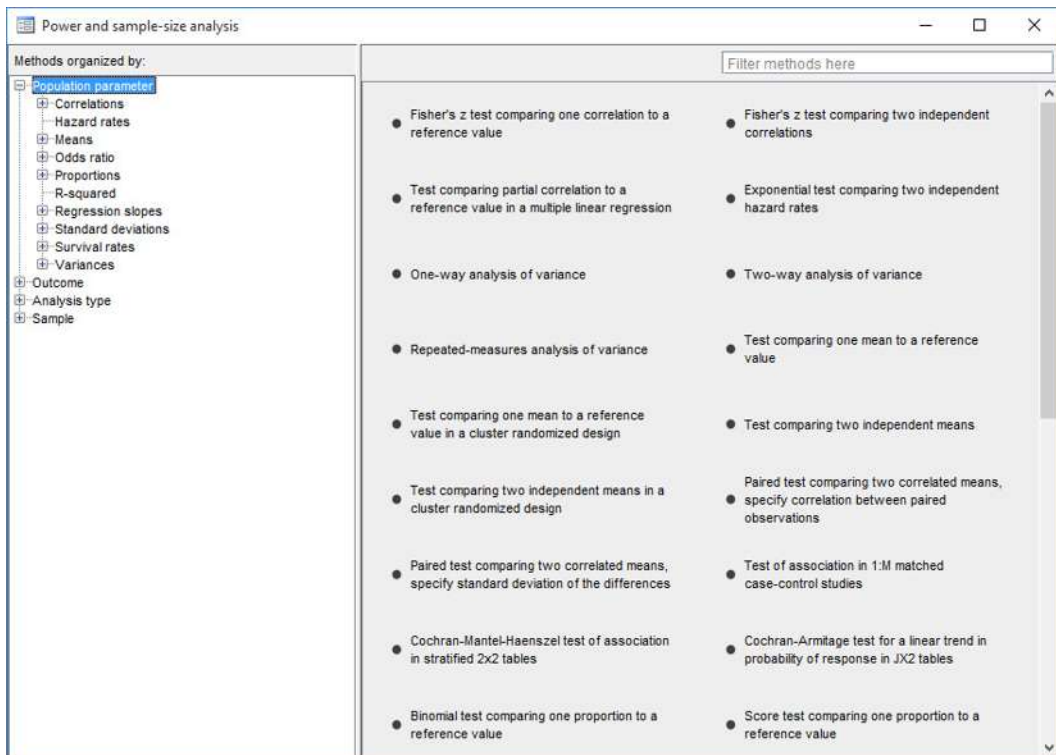 Power and sample-size analysis
Methods organized by:
Population parameter
Correlations
Hazard rates
Means
Odds ratio
Proportions
R-squared
Regression slopes
Standard deviations
Survival rates
Variances
Outcome
Analysis type
Sample
Filter methods here
Fisher's z test comparing one correlation to a
reference value
Fisher's z test comparing two independent
correlations
Test comparing partial correlation to a
reference value in a multiple linear regression
Exponential test comparing two independent
hazard rates
One-way analysis of variance
Two-way analysis of variance
Repeated-measures analysis of variance
Test comparing one mean to a reference
value
Test comparing one mean to a reference
value in a cluster randomized design
Test comparing two independent means
Test comparing two independent means in a
cluster randomized design
Paired test comparing two correlated means,
specify correlation between paired
observations
Paired test comparing two correlated means,
specify standard deviation of the differences
Test of association in 1:M matched
case-control studies
Cochran-Mantel-Haenszel test of association
in stratified 2x2 tables
Cochran-Armitage test for a linear trend in
probability of response in JX2 tables
Binomial test comparing one proportion to a
reference value
Score test comparing one proportion to a
reference value